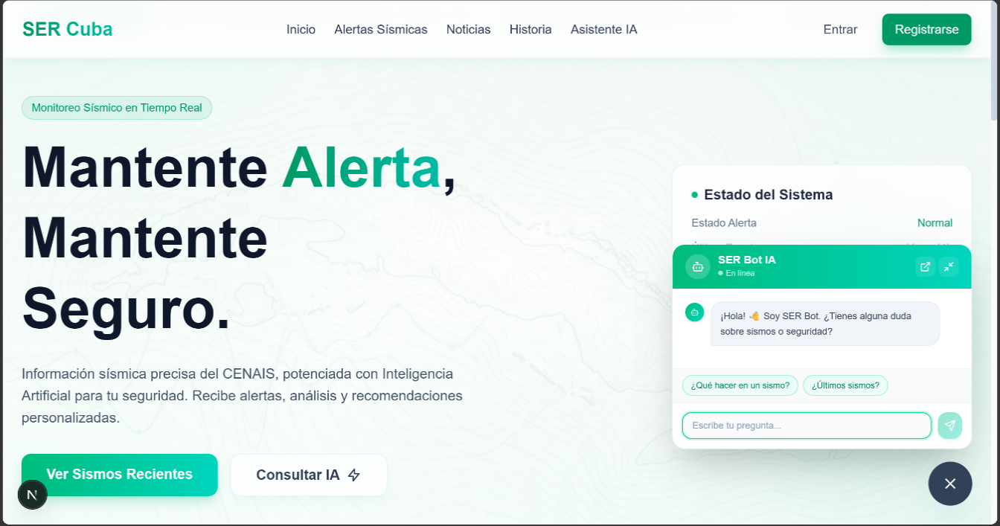 SER Cuba
Inicio
Alertas Sísmicas
Noticias
Historia
Asistente IA
Entrar
Registrarse
Monitoreo Sísmico en Tiempo Real
Mantente Alerta,
Mantente
Seguro.
Información sísmica precisa del CENAIS, potenciada con Inteligencia
Artificial para tu seguridad. Recibe alertas, análisis y recomendaciones
personalizadas.
Ver Sismos Recientes
Consultar IA
N
Estado del Sistema
Estado Alerta
Normal
SER Bot IA
En línea
¡Hola! 👋 Soy SER Bot. ¿Tienes alguna duda
sobre sismos o seguridad?
¿Qué hacer en un sismo?
¿Últimos sismos?
Escribe tu pregunta...